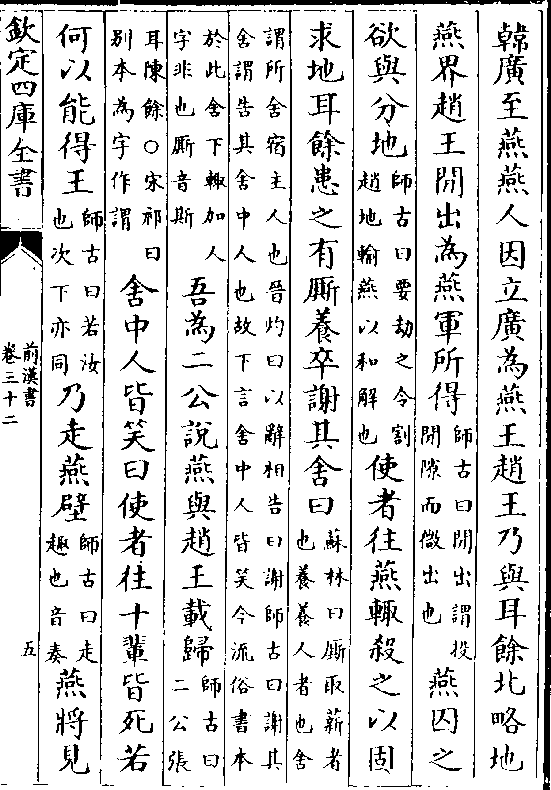 韓廣至燕燕人因立廣為燕王趙王乃與耳餘北略地
燕界趙王閒出為燕軍所得師古曰閒出謂投閒隙而微出也燕囚之
欲與分地師古曰要劫之令割趙地輸燕以和解也使者往燕輙殺之以固
求地耳餘患之有厮養卒謝其舍曰蘇林曰厮取薪者也養養人者也舍
謂所舍宿主人也晉灼曰以辭相告曰謝師古曰謝其舍謂告其舍中人也故下言舍中人皆笑今流俗書本
於此舍下輙加人字非也厮音斯吾為二公說燕與趙王載歸師古曰二公張
耳陳餘○宋祁曰別本為字作謂舍中人皆笑曰使者往十輩皆死若
何以能得王師古曰若汝也次下亦同乃走燕壁師古曰走趣也音奏燕將見
欽定四庫全書
前漢書
卷三十二
五